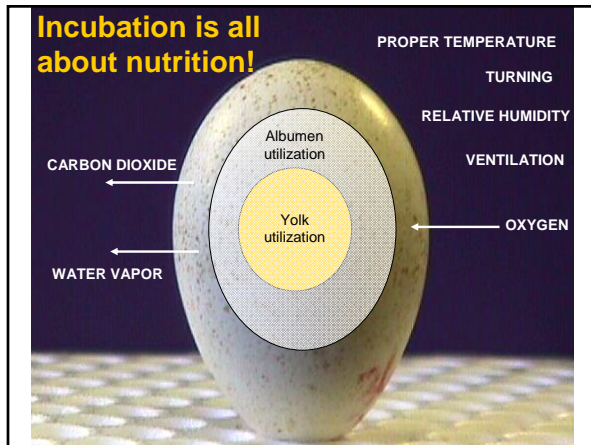 Incubation is all
about nutrition!
PROPER TEMPERATURE
TURNING
RELATIVE HUMIDITY
VENTILATION
OXYGEN
CARBON DIOXIDE
WATER VAPOR
Albumen
utilization
Yolk
utilization